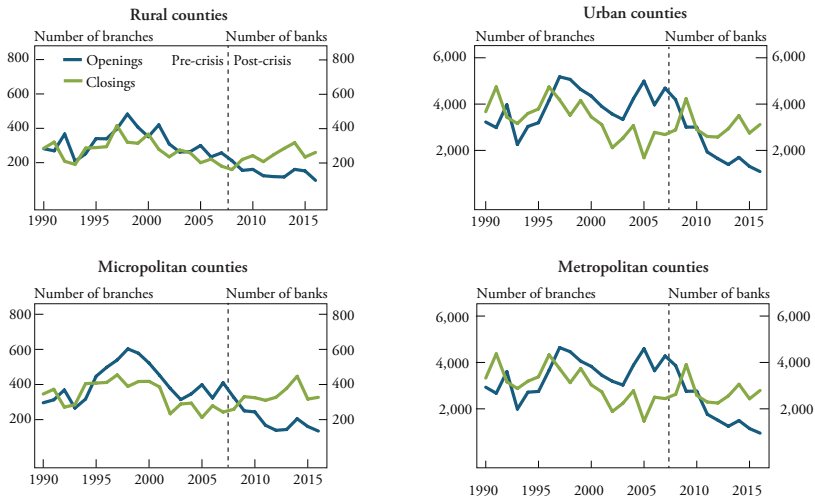 Rural counties
Number of branches Number of banks
800 800
Openings Pre-crisis Post-crisis
Closings
600 600
400 400
200 200
1990 1995 2000 2005 2010 2015
Urban counties
Number of branches Number of banks
6,000 6,000
4,000 4,000
2,000 2,000
1990 1995 2000 2005 2010 2015
Micropolitan counties
Number of branches Number of banks
800 800
600 600
400 400
200 200
1990 1995 2000 2005 2010 2015
Metropolitan counties
Number of branches Number of banks
6,000 6,000
4,000 4,000
2,000 2,000
1990 1995 2000 2005 2010 2015